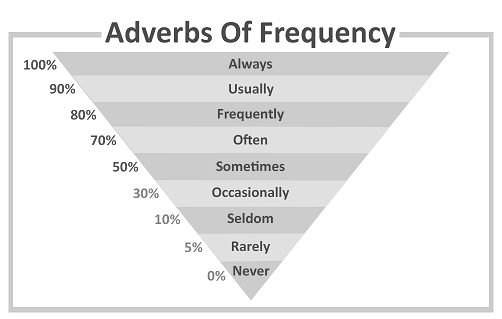 Adverbs Of Frequency
100% Always
90% Usually
80% Frequently
70% Often
50% Sometimes
30% Occasionally
10% Seldom
5% Rarely
0% Never